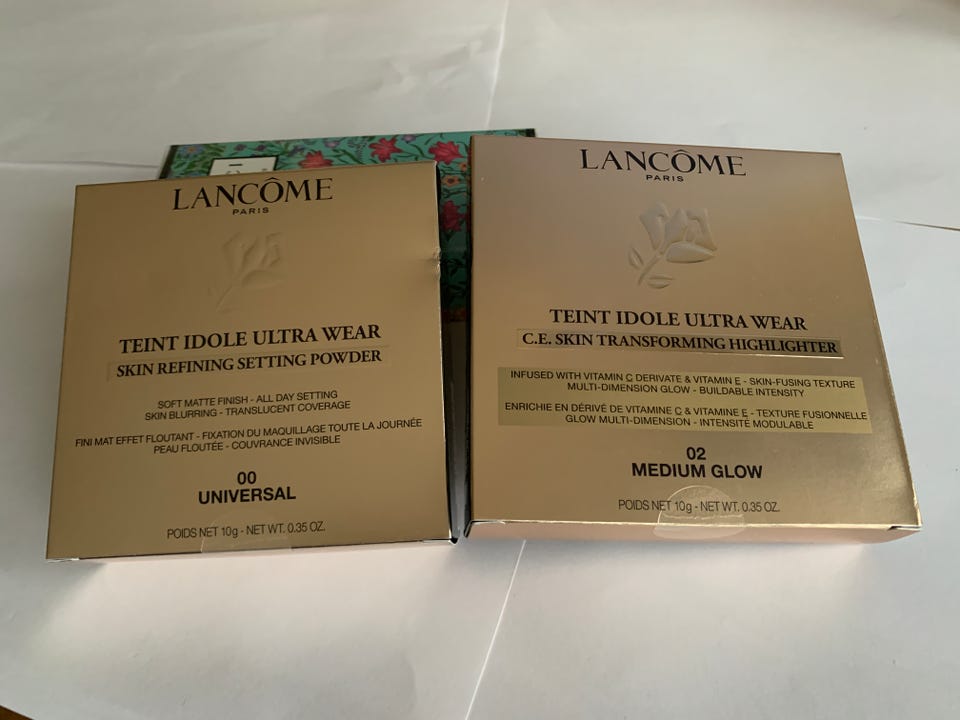 LANCÔME
PARIS
TEINT IDOLE ULTRA WEAR
SKIN REFINING SETTING POWDER
SOFT MATTE FINISH - ALL DAY SETTING
SKIN BLURRING - TRANSLUCENT COVERAGE
FINI MAT EFFET FLOUTANT - FIXATION DU MAQUILLAGE TOUTE LA JOURNÉE
PEAU FLOUTÉE - COUVRANCE INVISIBLE
00
UNIVERSAL
POIDS NET 10g - NET WT. 0.35 OZ.
LANCÔME
PARIS
TEINT IDOLE ULTRA WEAR
C.E. SKIN TRANSFORMING HIGHLIGHTER
INFUSED WITH VITAMIN C DERIVATE & VITAMIN E - SKIN-FUSING TEXTURE
MULTI-DIMENSION GLOW - BUILDABLE INTENSITY
ENRICHIE EN DÉRIVÉ DE VITAMINE C & VITAMINE E - TEXTURE FUSIONNELLE
GLOW MULTI-DIMENSION - INTENSITÉ MODULABLE
02
MEDIUM GLOW
POIDS NET 10g - NET WT. 0.35 OZ.